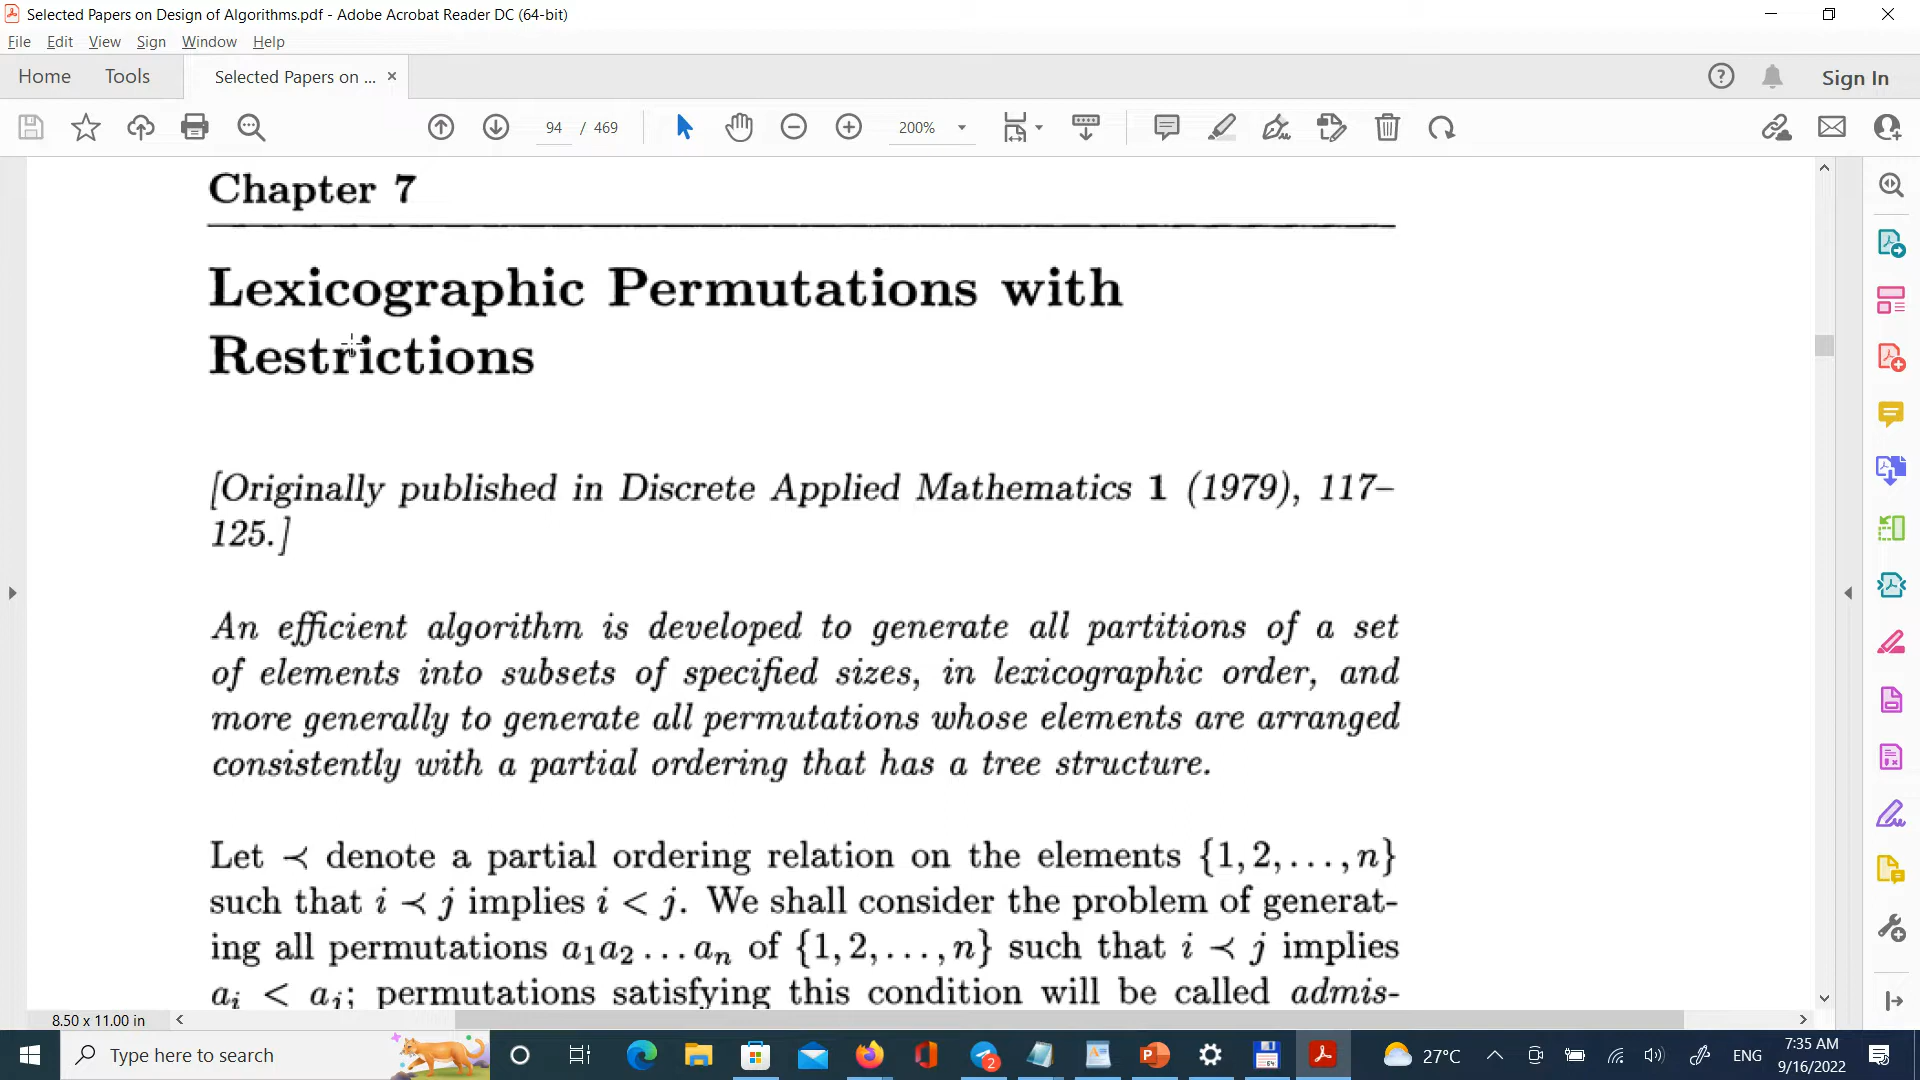 Selected Papers on Design of Algorithms.pdf - Adobe Acrobat Reader DC (64-bit)
File Edit View Sign Window Help
Home Tools Selected Papers on ... × Sign In
94 / 469 200%
Chapter 7
Lexicographic Permutations with
Restrictions
[Originally published in Discrete Applied Mathematics 1 (1979), 117–
125.]
An efficient algorithm is developed to generate all partitions of a set
of elements into subsets of specified sizes, in lexicographic order, and
more generally to generate all permutations whose elements are arranged
consistently with a partial ordering that has a tree structure.
Let ≺ denote a partial ordering relation on the elements {1, 2, . . . , n}
such that i ≺ j implies i < j. We shall consider the problem of generat-
ing all permutations a₁a₂ . . . aₙ of {1, 2, . . . , n} such that i ≺ j implies
aᵢ < aⱼ; permutations satisfying this condition will be called admis-
8.50 x 11.00 in
Type here to search 2 64 27°C ENG 7:35 AM
9/16/2022